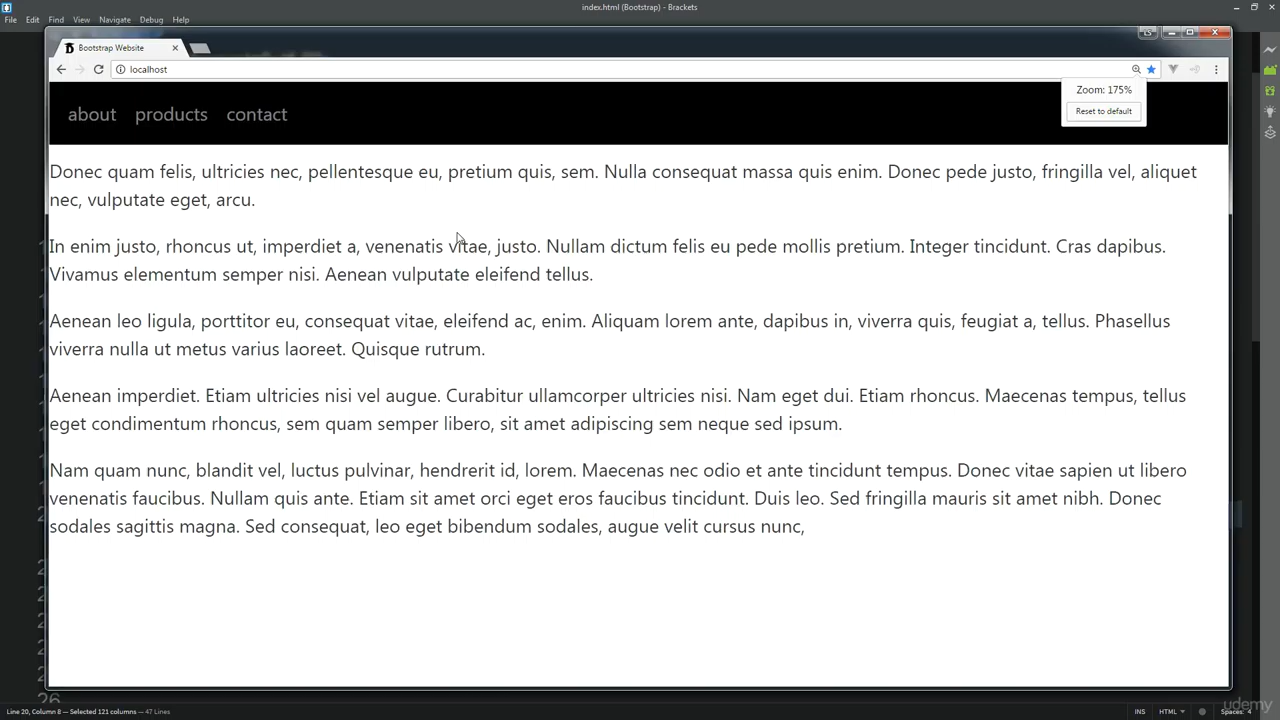 index.html (Bootstrap) - Brackets
File Edit Find View Navigate Debug Help
Bootstrap Website
LS
localhost
Zoom: 175%
Reset to default
about products contact
Donec quam felis, ultricies nec, pellentesque eu, pretium quis, sem. Nulla consequat massa quis enim. Donec pede justo, fringilla vel, aliquet
nec, vulputate eget, arcu.
In enim justo, rhoncus ut, imperdiet a, venenatis vitae, justo. Nullam dictum felis eu pede mollis pretium. Integer tincidunt. Cras dapibus.
Vivamus elementum semper nisi. Aenean vulputate eleifend tellus.
Aenean leo ligula, porttitor eu, consequat vitae, eleifend ac, enim. Aliquam lorem ante, dapibus in, viverra quis, feugiat a, tellus. Phasellus
viverra nulla ut metus varius laoreet. Quisque rutrum.
Aenean imperdiet. Etiam ultricies nisi vel augue. Curabitur ullamcorper ultricies nisi. Nam eget dui. Etiam rhoncus. Maecenas tempus, tellus
eget condimentum rhoncus, sem quam semper libero, sit amet adipiscing sem neque sed ipsum.
Nam quam nunc, blandit vel, luctus pulvinar, hendrerit id, lorem. Maecenas nec odio et ante tincidunt tempus. Donec vitae sapien ut libero
venenatis faucibus. Nullam quis ante. Etiam sit amet orci eget eros faucibus tincidunt. Duis leo. Sed fringilla mauris sit amet nibh. Donec
sodales sagittis magna. Sed consequat, leo eget bibendum sodales, augue velit cursus nunc,
26
Line 20, Column 8 — Selected 121 columns — 47 Lines
INS HTML Spaces: 4
udemy